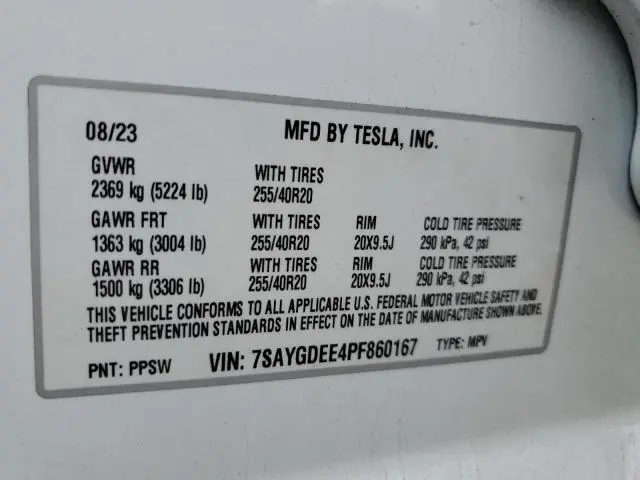 08/23 MFD BY TESLA, INC.
GVWR WITH TIRES
2369 kg (5224 lb) 255/40R20
GAWR FRT WITH TIRES RIM COLD TIRE PRESSURE
1363 kg (3004 lb) 255/40R20 20X9.5J 290 kPa, 42 psi
GAWR RR WITH TIRES RIM COLD TIRE PRESSURE
1500 kg (3306 lb) 255/40R20 20X9.5J 290 kPa, 42 psi
THIS VEHICLE CONFORMS TO ALL APPLICABLE U.S. FEDERAL MOTOR VEHICLE SAFETY AND
THEFT PREVENTION STANDARDS IN EFFECT ON THE DATE OF MANUFACTURE SHOWN ABOVE.
PNT: PPSW VIN: 7SAYGDEE4PF860167 TYPE: MPV